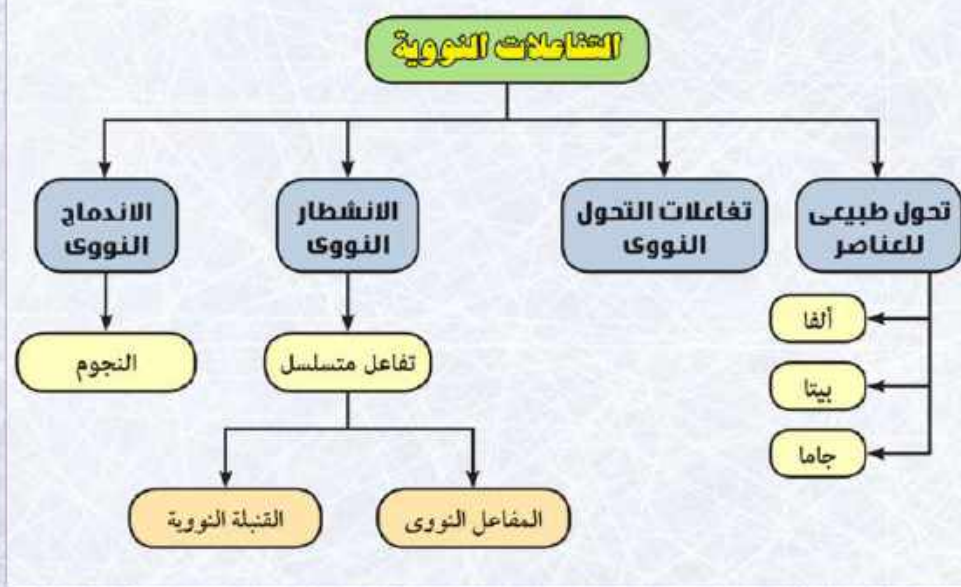 التفاعلات النووية
تحول طبيعى
للعناصر
تفاعلات التحول
النووى
الانشطار
النووى
الاندماج
النووى
ألفا
بيتا
جاما
تفاعل متسلسل
النجوم
المفاعل النووى
القنبلة النووية